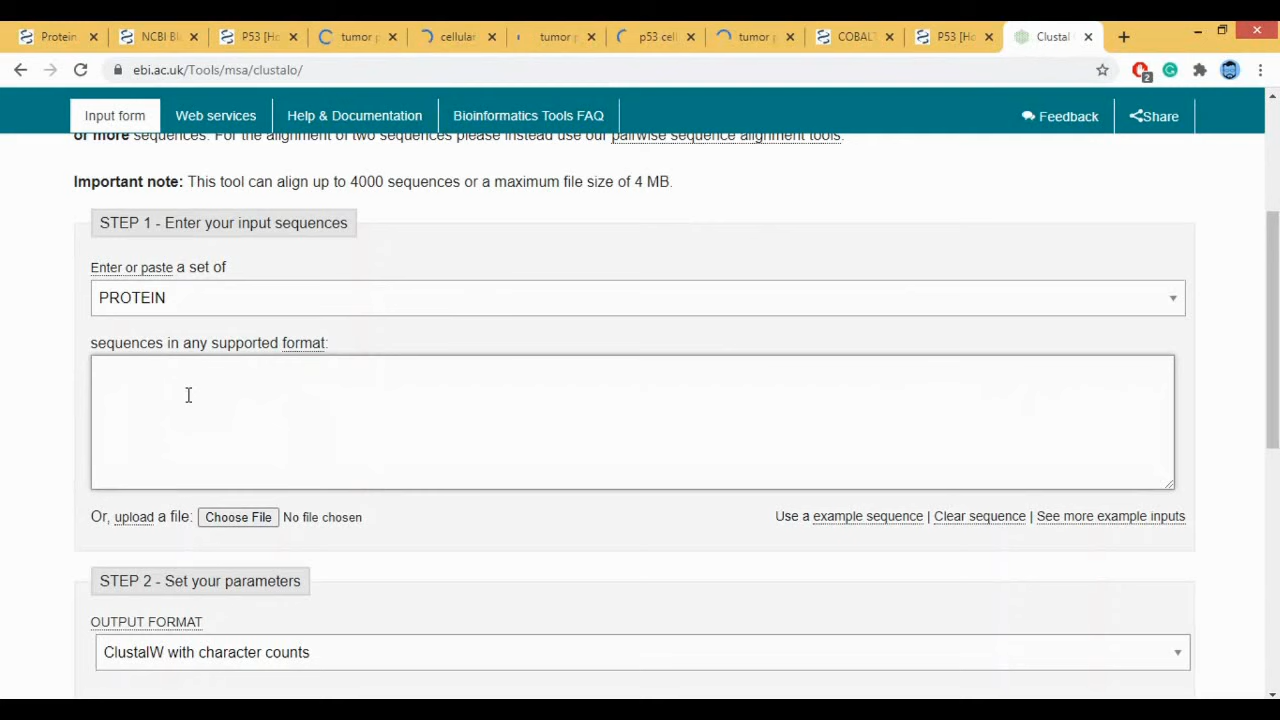 Protein
NCBI Bl
P53 [Ho
tumor p
cellular
tumor p
p53 cell
tumor p
COBALT
P53 [Ho
Clustal
ebi.ac.uk/Tools/msa/clustalo/
2
Input form
Web services
Help & Documentation
Bioinformatics Tools FAQ
Feedback
Share
or more sequences. For the alignment of two sequences please instead use our pairwise sequence alignment tools.
Important note: This tool can align up to 4000 sequences or a maximum file size of 4 MB.
STEP 1 - Enter your input sequences
Enter or paste a set of
PROTEIN
sequences in any supported format:
Or, upload a file: Choose File No file chosen
Use a example sequence | Clear sequence | See more example inputs
STEP 2 - Set your parameters
OUTPUT FORMAT
ClustalW with character counts